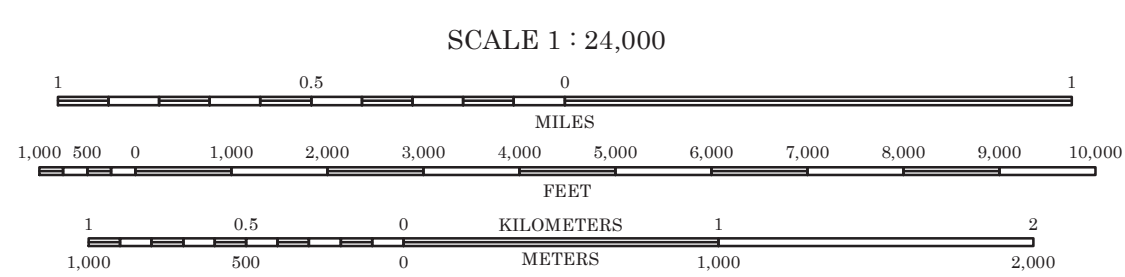 SCALE 1 : 24,000
1 0.5 0 1
MILES
1,000 500 0 1,000 2,000 3,000 4,000 5,000 6,000 7,000 8,000 9,000 10,000
FEET
1 0.5 0 KILOMETERS 1 2
1,000 500 0 METERS 1,000 2,000